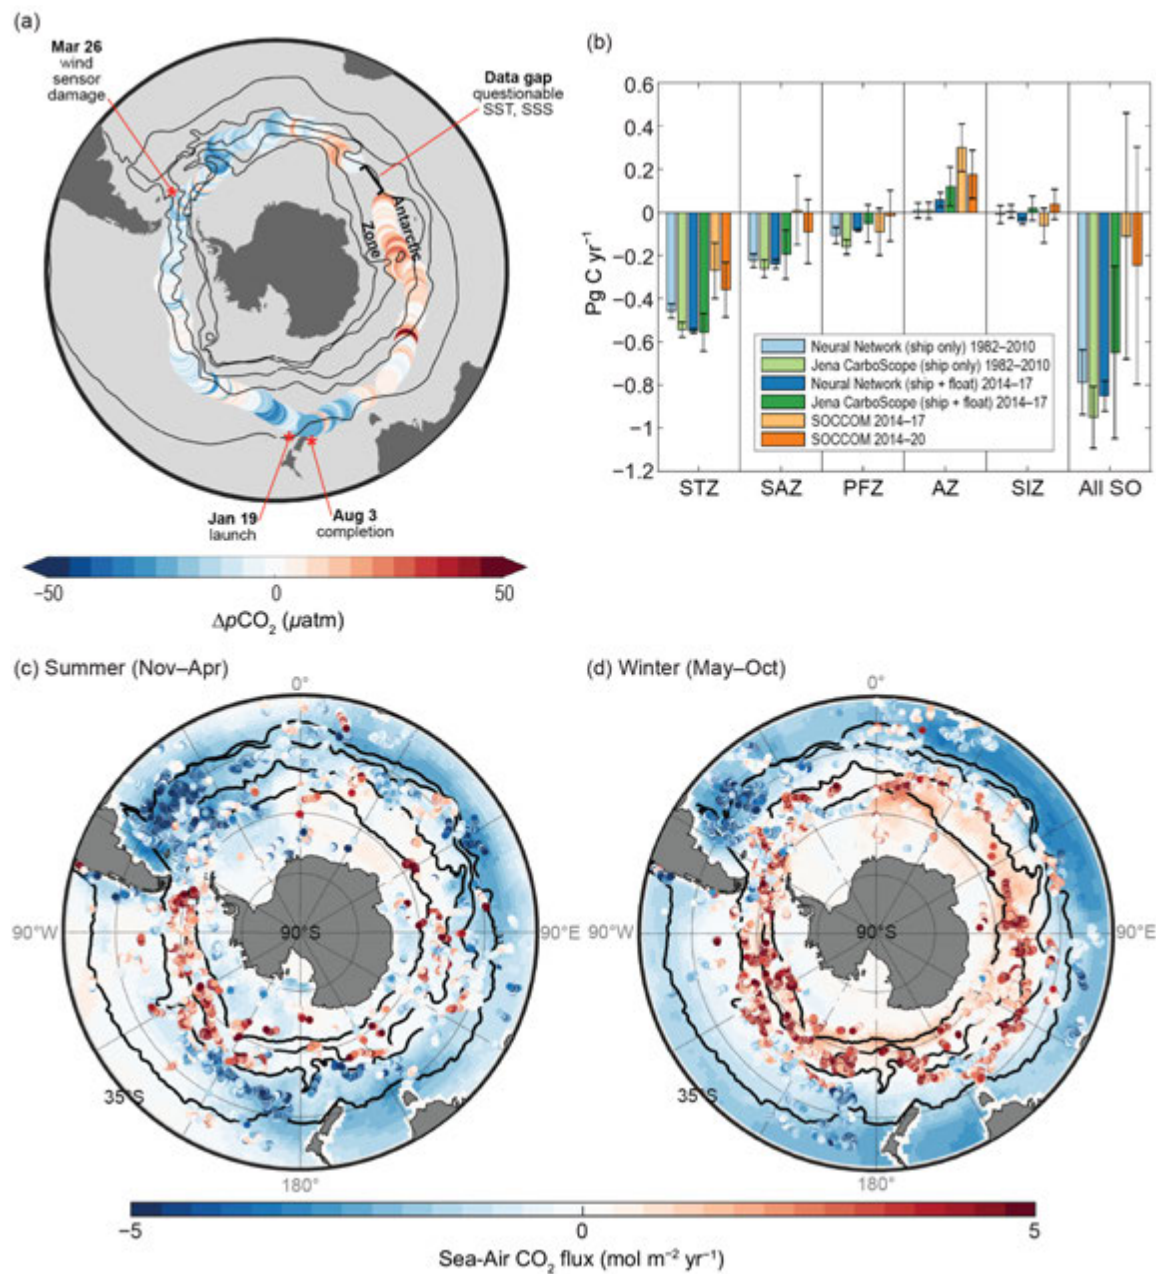 (a)
Mar 26
wind
sensor
damage
Data gap
questionable
SST, SSS
Antarctic
Zone
Jan 19
launch
Aug 3
completion
−50
0
50
ΔpCO₂ (µatm)
(b)
0.6
0.4
0.2
0
−0.2
−0.4
−0.6
−0.8
−1
−1.2
Pg C yr⁻¹
Neural Network (ship only) 1982–2010
Jena CarboScope (ship only) 1982–2010
Neural Network (ship + float) 2014–17
Jena CarboScope (ship + float) 2014–17
SOCCOM 2014–17
SOCCOM 2014–20
STZ SAZ PFZ AZ SIZ All SO
(c) Summer (Nov–Apr)
0°
90°W
90°S
90°E
35°S
180°
(d) Winter (May–Oct)
0°
90°W
90°S
90°E
35°S
180°
−5
0
5
Sea-Air CO₂ flux (mol m⁻² yr⁻¹)